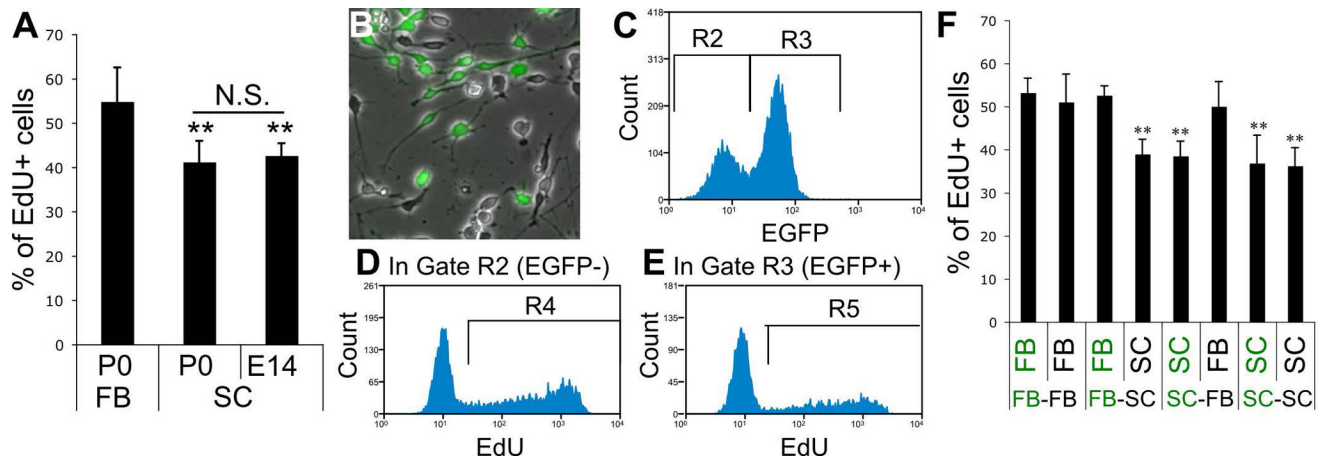 A
% of EdU+ cells
70
60
50
40
30
20
10
0
N.S.
** **
P0 P0 E14
FB SC
B
C
Count
418
313
209
104
0
R2 R3
10⁰ 10¹ 10² 10³ 10⁴
EGFP
D In Gate R2 (EGFP-)
Count
261
195
130
65
0
R4
10⁰ 10¹ 10² 10³ 10⁴
EdU
E In Gate R3 (EGFP+)
Count
181
135
90
45
0
R5
10⁰ 10¹ 10² 10³ 10⁴
EdU
F
% of EdU+ cells
70
60
50
40
30
20
10
0
** ** ** **
FB FB FB SC SC FB SC SC
FB-FB FB-SC SC-FB SC-SC